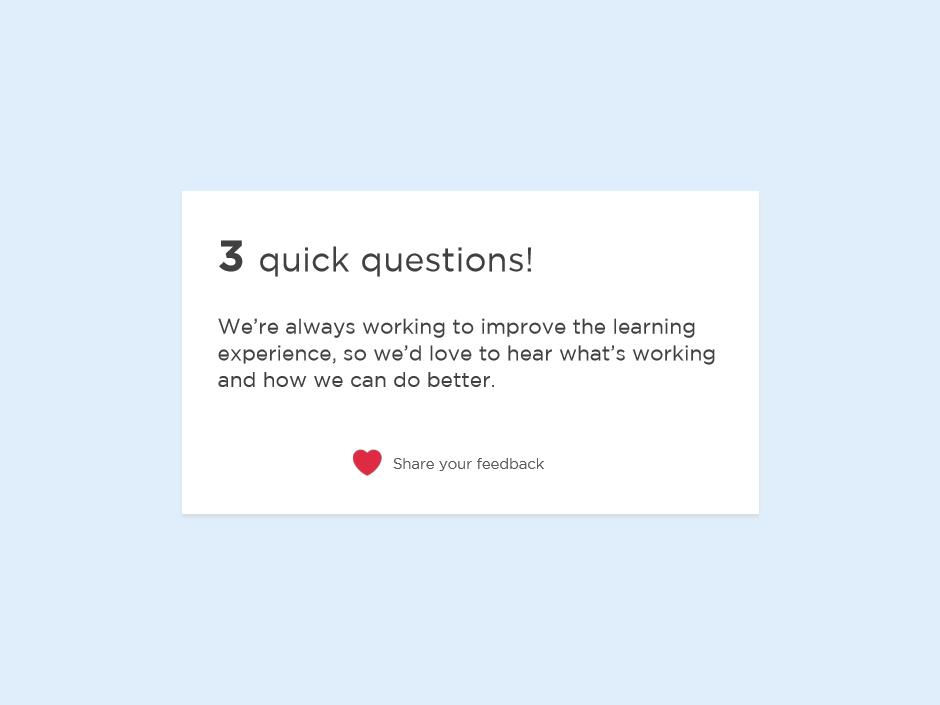 3 quick questions!
We’re always working to improve the learning
experience, so we’d love to hear what’s working
and how we can do better.
Share your feedback